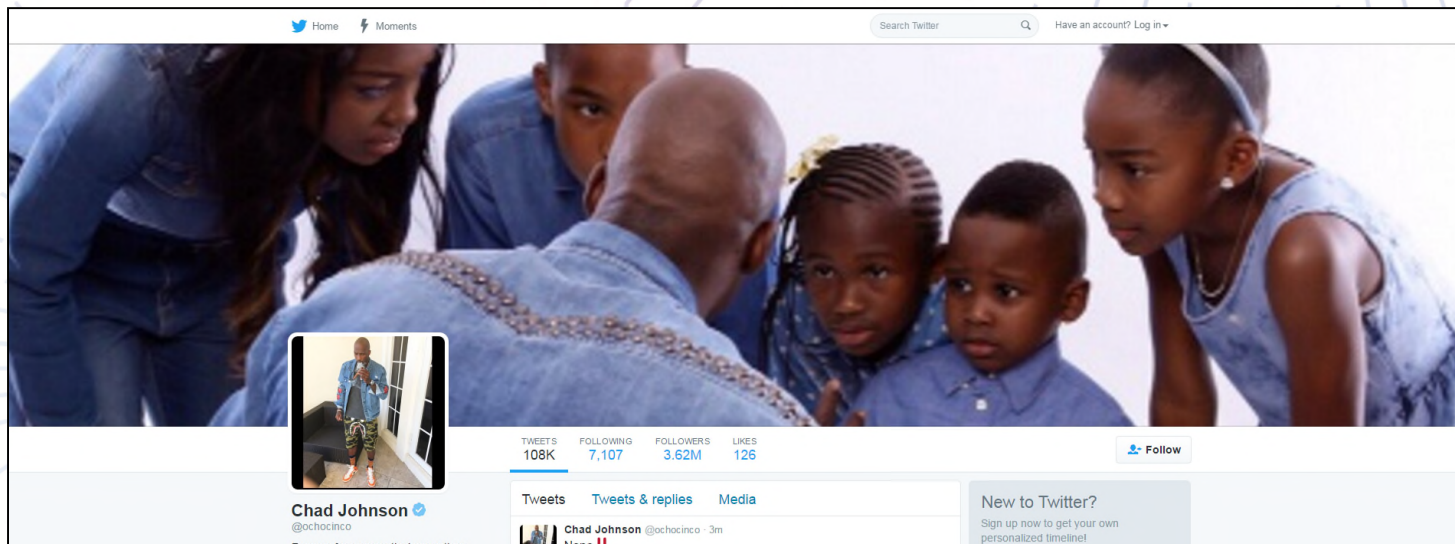 Home Moments Search Twitter Have an account? Log in
TWEETS FOLLOWING FOLLOWERS LIKES
108K 7,107 3.62M 126
Follow
Chad Johnson
@ochocinco
Tweets Tweets & replies Media
Chad Johnson @ochocinco · 3m
Nope‼
New to Twitter?
Sign up now to get your own
personalized timeline!